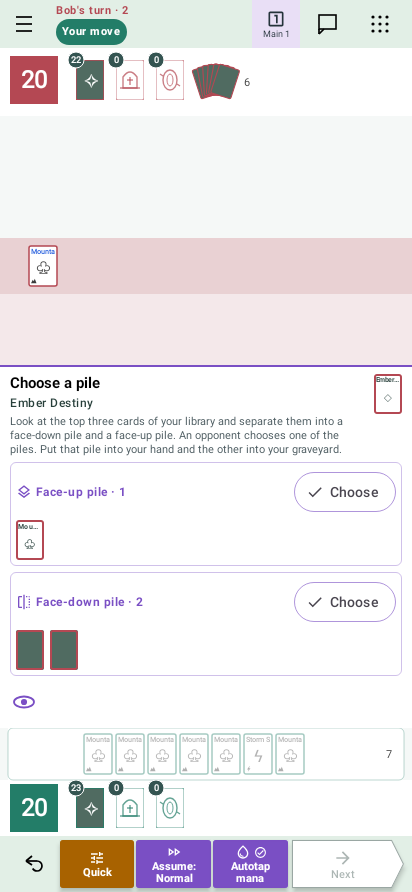 Bob's turn · 2
Your move
1
Main 1
20
22
0
0
6
Mounta
Choose a pile
Ember Destiny
Ember...
Look at the top three cards of your library and separate them into a
face-down pile and a face-up pile. An opponent chooses one of the
piles. Put that pile into your hand and the other into your graveyard.
Face-up pile · 1
Choose
Mou...
Face-down pile · 2
Choose
Mounta
Mounta
Mounta
Mounta
Mounta
Storm S
Mounta
7
20
23
0
0
Quick
Assume:
Normal
Autotap
mana
Next